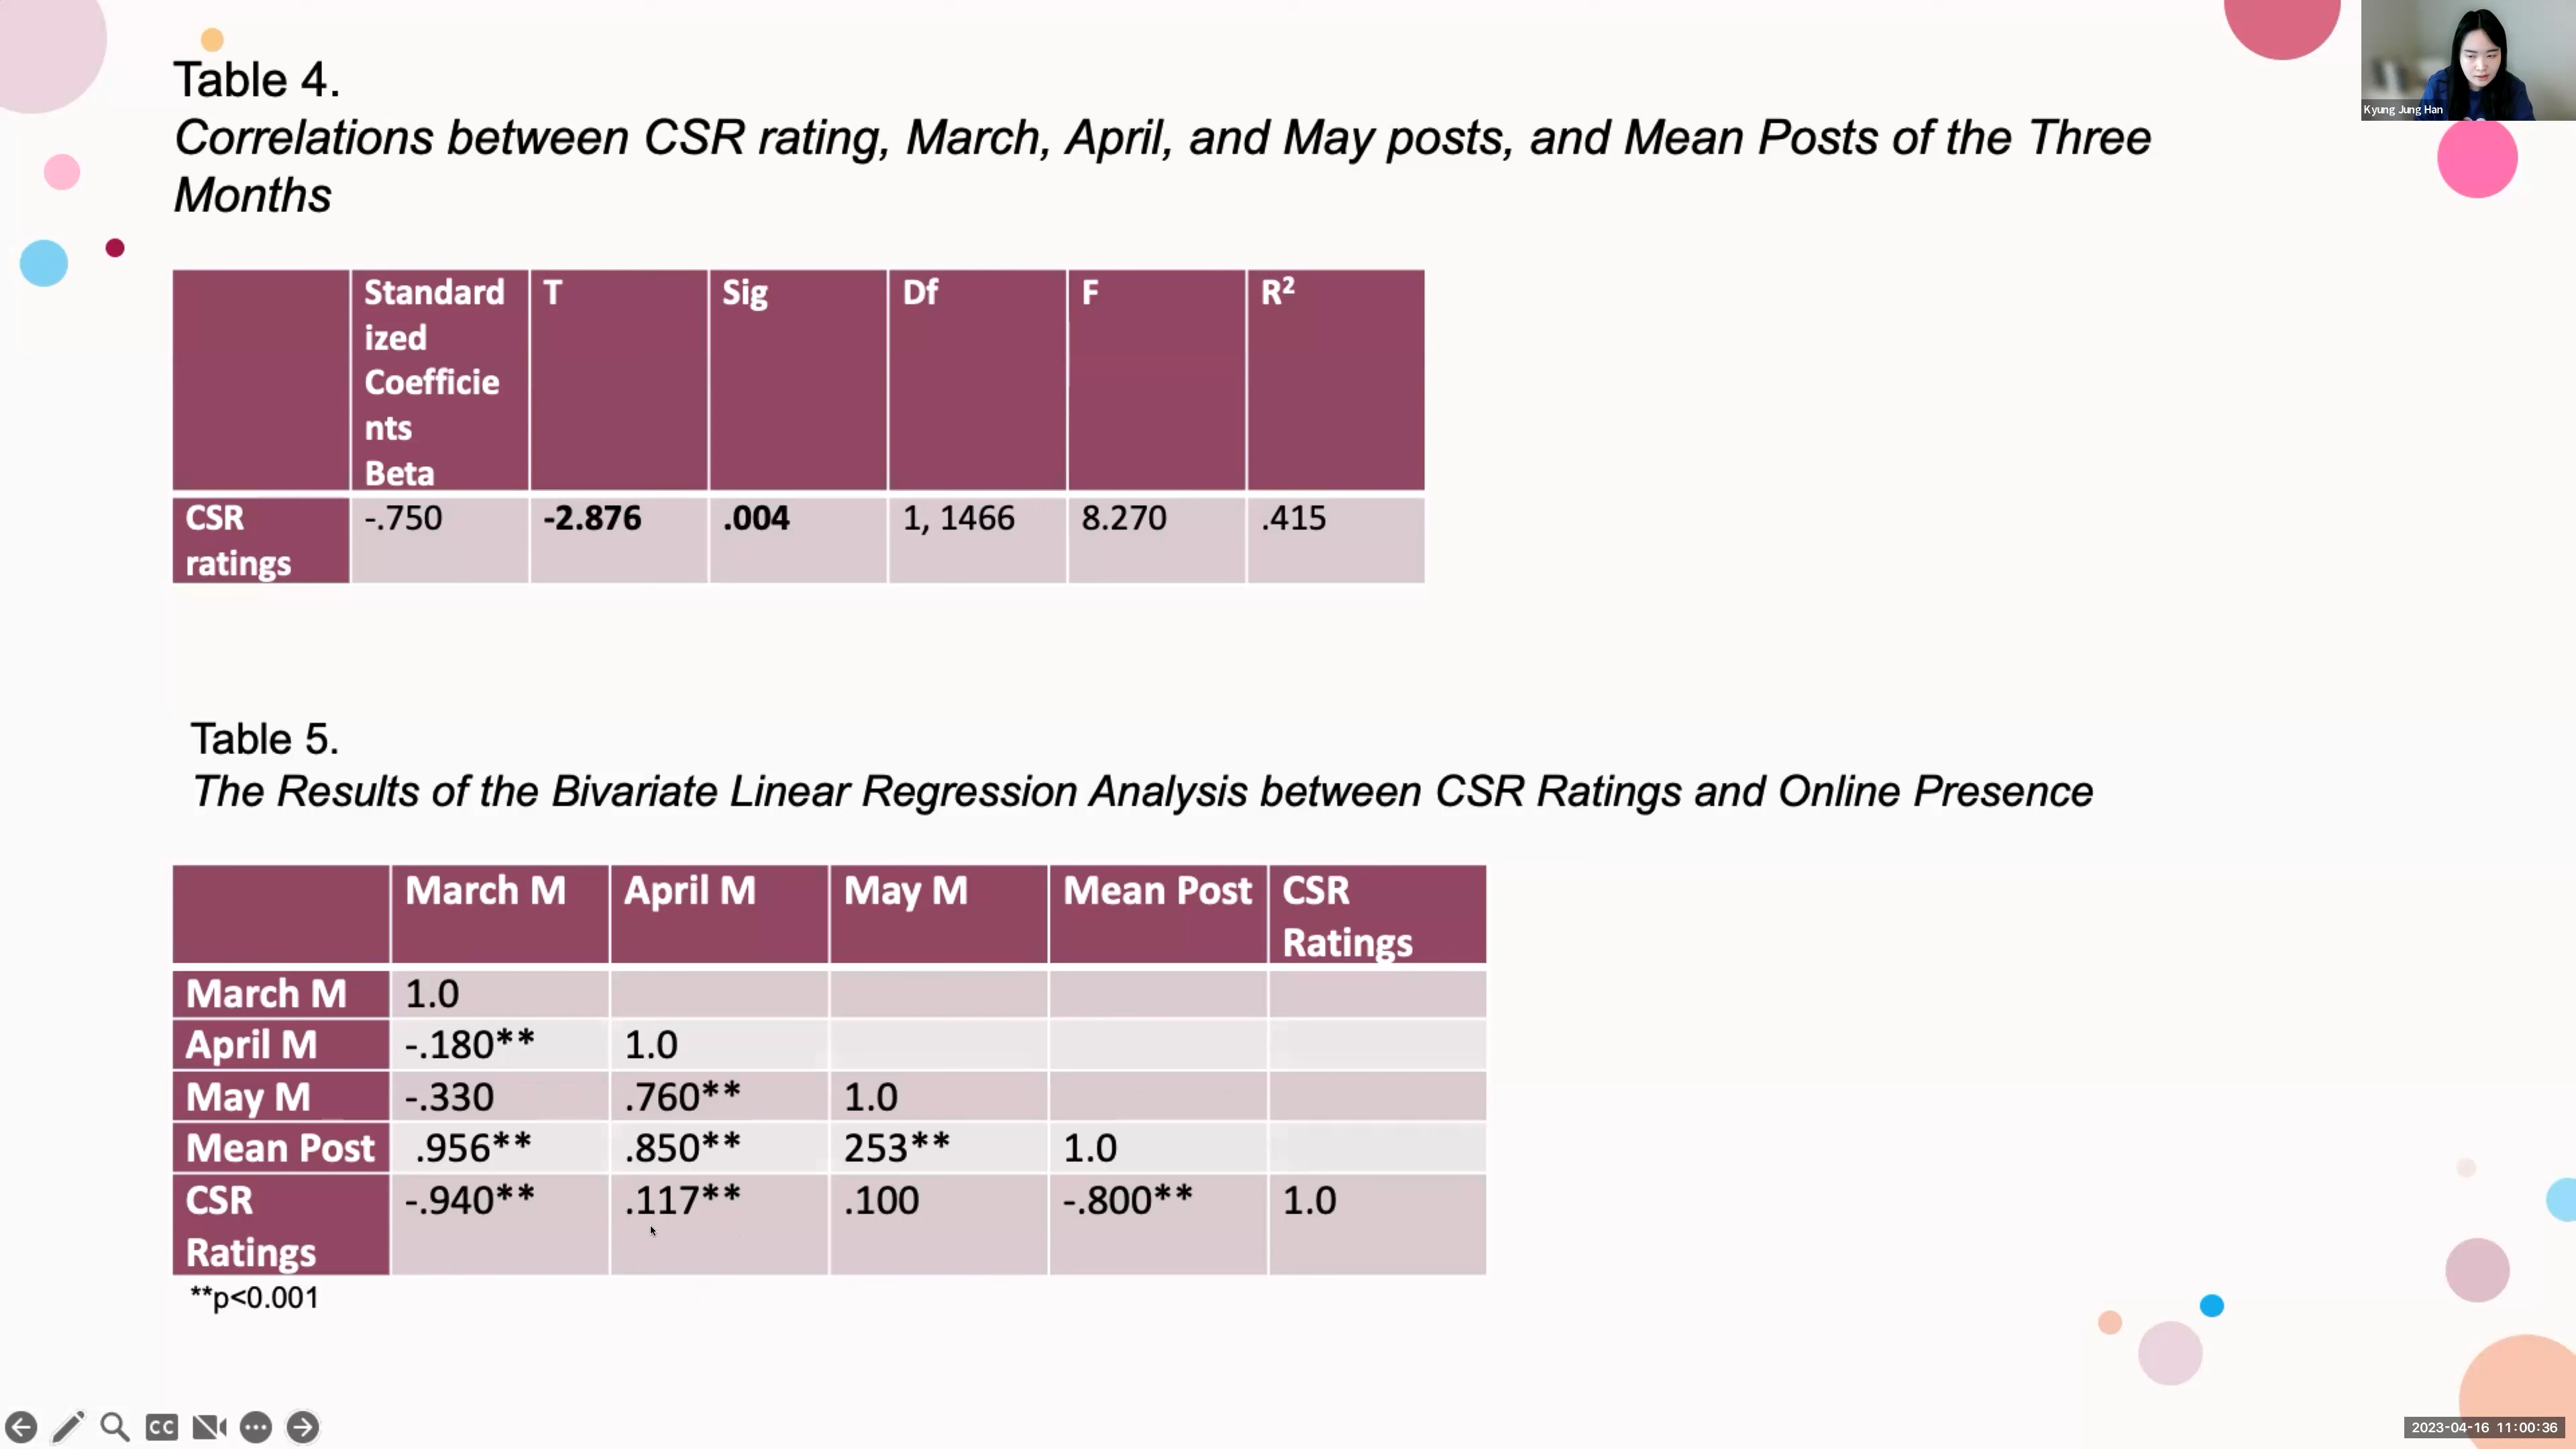 Table 4.
Correlations between CSR rating, March, April, and May posts, and Mean Posts of the Three
Months
Kyung Jung Han
Standard
ized
Coefficie
nts
Beta
T
Sig
Df
F
R²
CSR
ratings
-.750
-2.876
.004
1, 1466
8.270
.415
Table 5.
The Results of the Bivariate Linear Regression Analysis between CSR Ratings and Online Presence
March M
April M
May M
Mean Post
CSR
Ratings
March M
1.0
April M
-.180**
1.0
May M
-.330
.760**
1.0
Mean Post
.956**
.850**
253**
1.0
CSR
Ratings
-.940**
.117**
.100
-.800**
1.0
**p<0.001
CC
2023-04-16 11:00:36